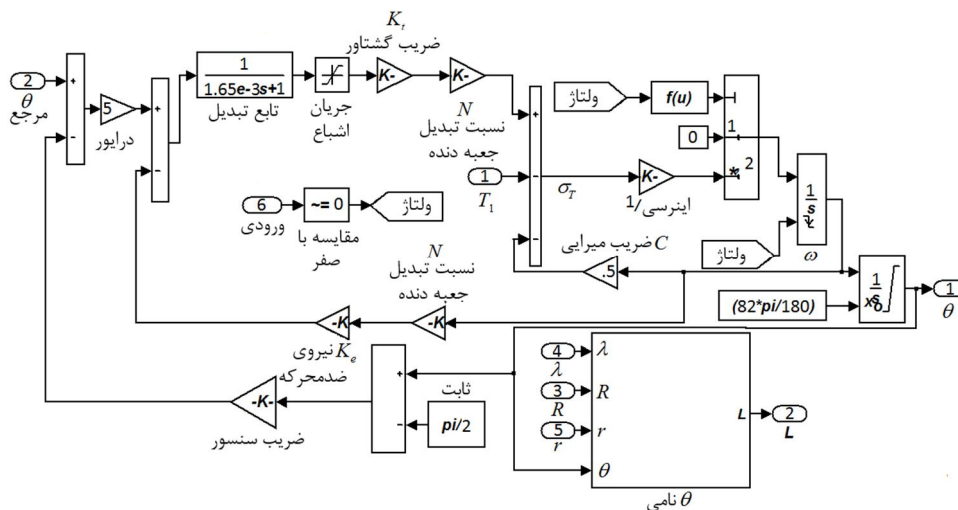 K_t
ضریب گشتاور
2
θ
مرجع
+
-
5
درایور
+
-
1
1.65e-3s+1
تابع تبدیل
جریان
اشباع
K-
K-
N
نسبت تبدیل
جعبه دنده
ولتاژ
f(u)
0
1
*, 2
+
-
-
1
T_1
σ_T
K-
1/اینرسی
1
s
ω
ولتاژ
6
ورودی
~= 0
مقایسه با
صفر
ولتاژ
N
نسبت تبدیل
جعبه دنده
C ضریب میرایی
.5
(82*pi/180)
1
s
xo
1
θ
-K
-K
K_e نیروی
ضدمحرکه
-K-
ضریب سنسور
+
-
ثابت
pi/2
4
λ
3
R
5
r
λ
R
r
θ
L
2
L
θ نامی